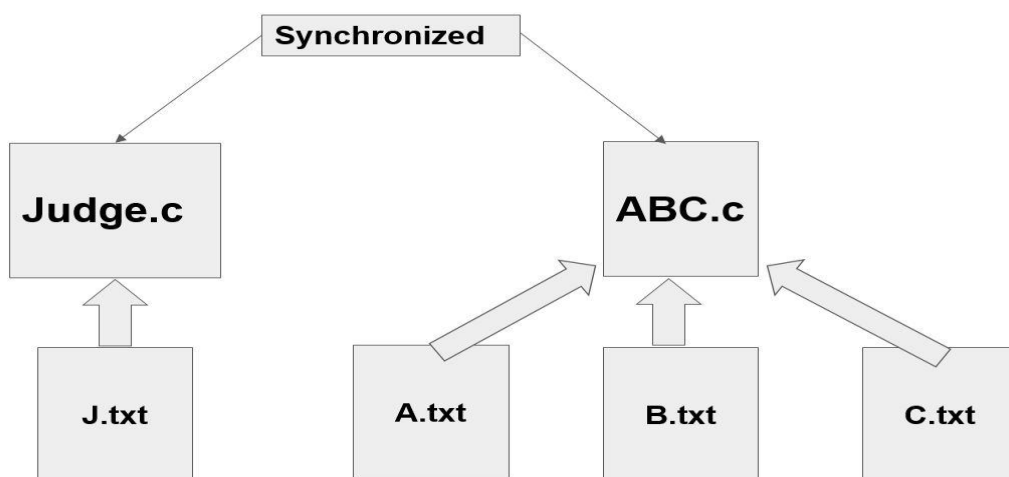 Synchronized
Judge.c
ABC.c
J.txt
A.txt
B.txt
C.txt